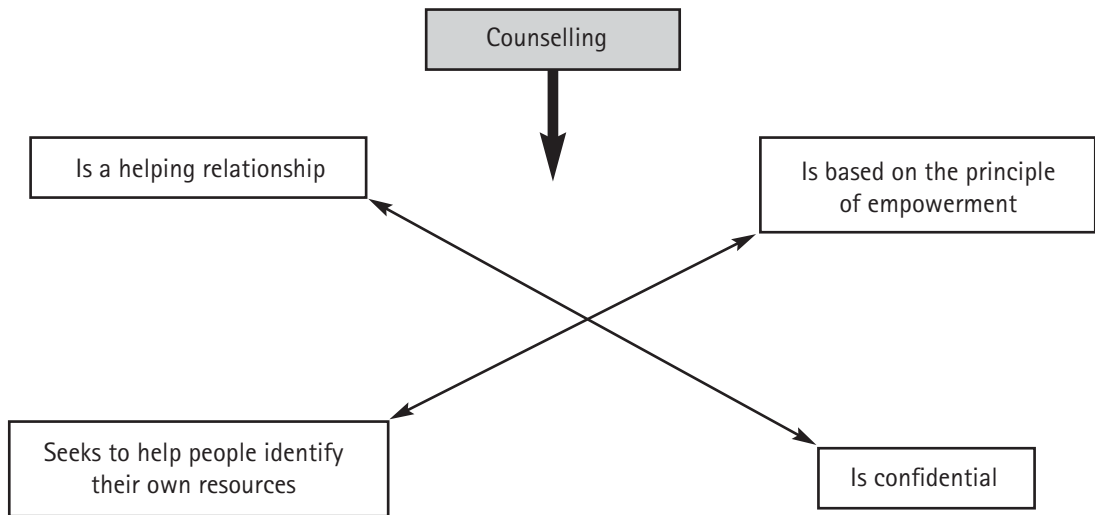 Counselling
Is a helping relationship
Is based on the principle
of empowerment
Seeks to help people identify
their own resources
Is confidential